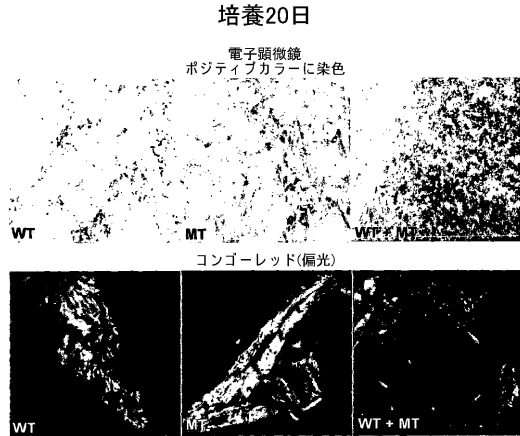 培養20日
電子顕微鏡
ポジティブカラーに染色
WT
MT
WT + MT
コンゴーレッド(偏光)
WT
MT
WT + MT